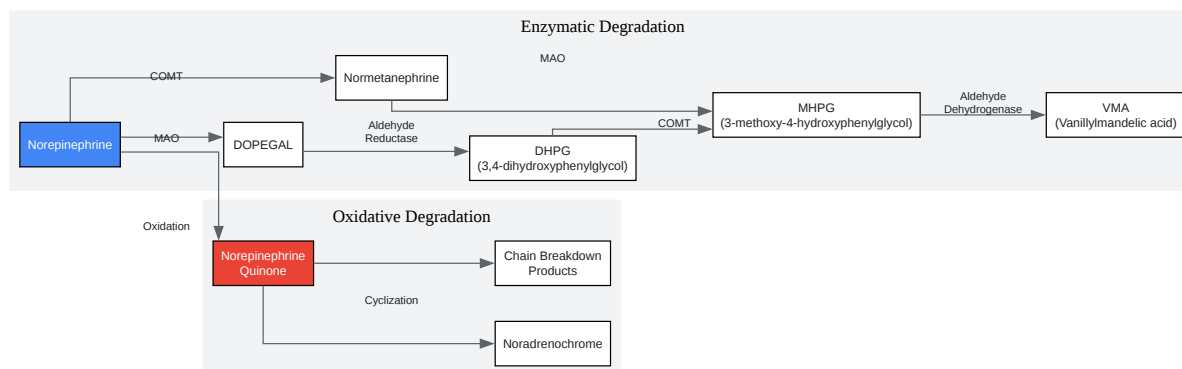 Enzymatic Degradation
MAO
COMT
Normetanephrine
Norepinephrine
MAO
DOPEGAL
Aldehyde
Reductase
DHPG
(3,4-dihydroxyphenylglycol)
COMT
MHPG
(3-methoxy-4-hydroxyphenylglycol)
Aldehyde
Dehydrogenase
VMA
(Vanillylmandelic acid)
Oxidation
Oxidative Degradation
Norepinephrine
Quinone
Chain Breakdown
Products
Cyclization
Noradrenochrome